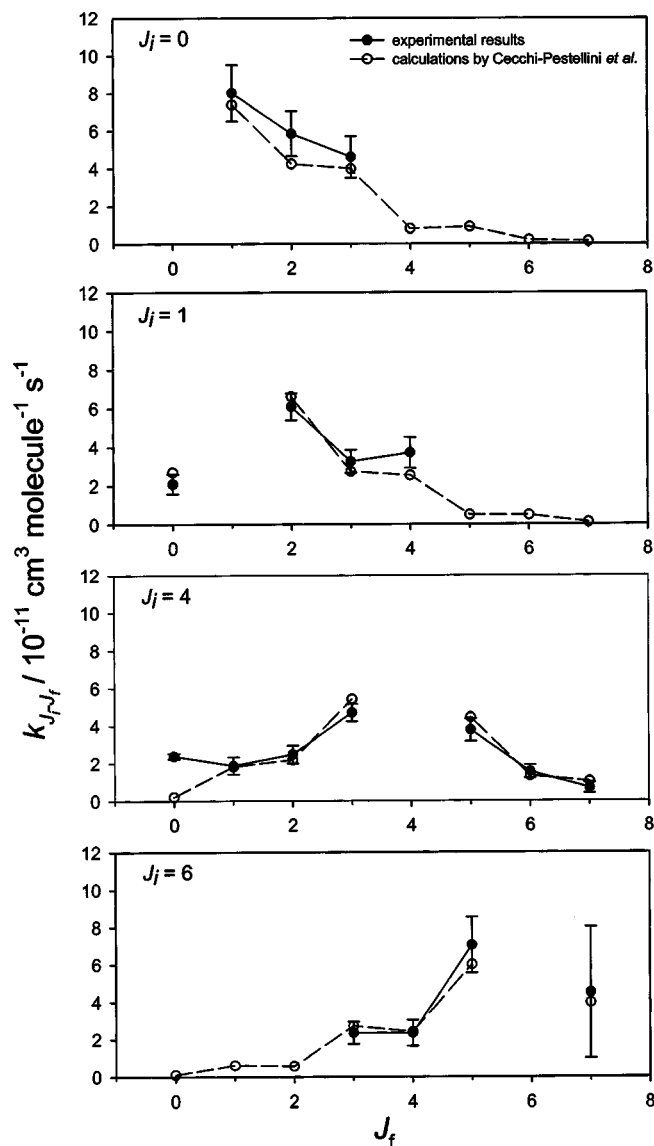 12
10
8
6
4
2
0
J_i = 0
experimental results
calculations by Cecchi-Pestellini et al.
0 2 4 6 8
12
10
8
6
4
2
0
J_i = 1
0 2 4 6 8
12
10
8
6
4
2
0
J_i = 4
0 2 4 6 8
12
10
8
6
4
2
0
J_i = 6
0 2 4 6 8
k_{J_i-J_f} / 10^{-11} cm^3 molecule^{-1} s^{-1}
J_f